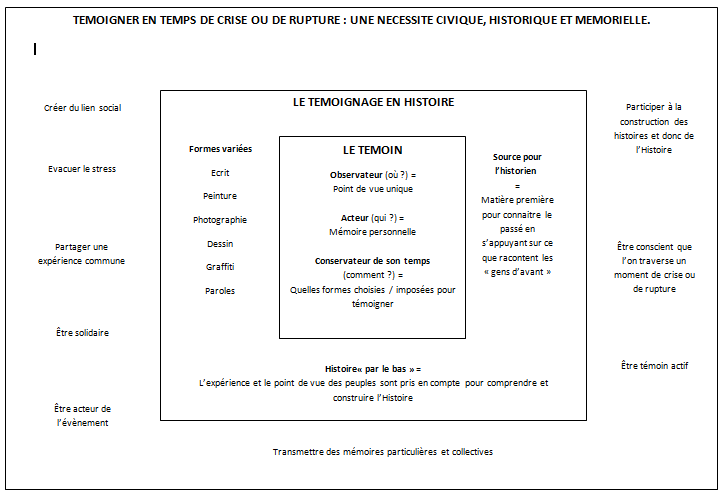 TEMOIGNER EN TEMPS DE CRISE OU DE RUPTURE : UNE NECESSITE CIVIQUE, HISTORIQUE ET MEMORIELLE.
Créer du lien social
Evacuer le stress
Partager une
expérience commune
Être solidaire
Être acteur de
l'évènement
LE TEMOIGNAGE EN HISTOIRE
Formes variées
Ecrit
Peinture
Photographie
Dessin
Graffiti
Paroles
LE TEMOIN
Observateur (où ?) =
Point de vue unique
Acteur (qui ?) =
Mémoire personnelle
Conservateur de son temps
(comment ?) =
Quelles formes choisies / imposées pour
témoigner
Source pour
l'historien
=
Matière première
pour connaitre le
passé en
s'appuyant sur ce
que racontent les
« gens d'avant »
Histoire« par le bas » =
L'expérience et le point de vue des peuples sont pris en compte pour comprendre et
construire l'Histoire
Participer à la
construction des
histoires et donc de
l'Histoire
Être conscient que
l'on traverse un
moment de crise ou
de rupture
Être témoin actif
Transmettre des mémoires particulières et collectives